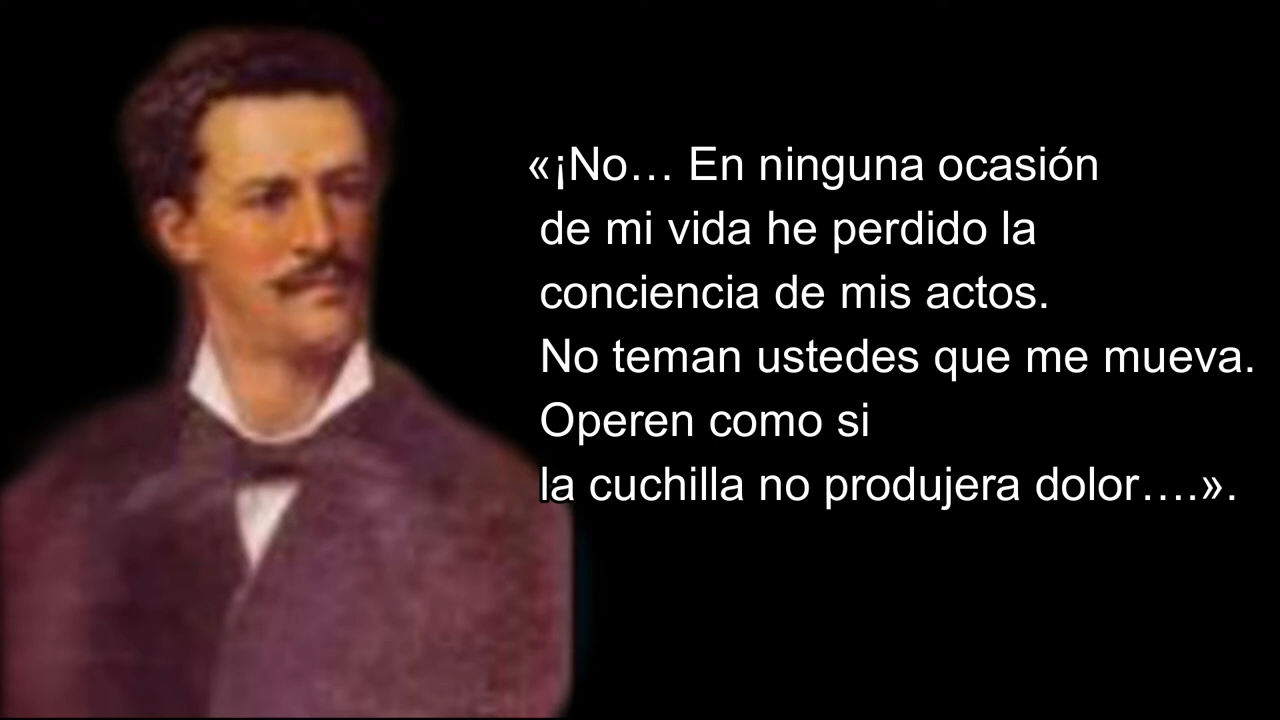 «¡No… En ninguna ocasión
de mi vida he perdido la
conciencia de mis actos.
No teman ustedes que me mueva.
Operen como si
la cuchilla no produjera dolor….».